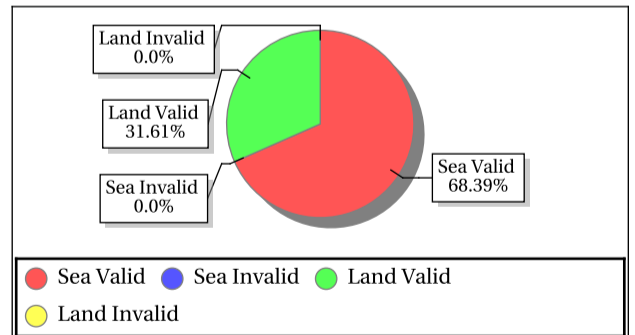 Land Invalid
0.0%
Land Valid
31.61%
Sea Invalid
0.0%
Sea Valid
68.39%
Sea Valid
Sea Invalid
Land Valid
Land Invalid